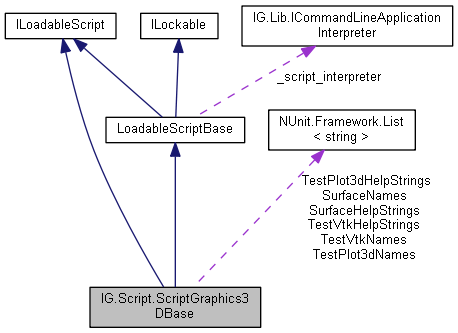 ILoadableScript
ILockable
IG.Lib.ICommandLineApplication
Interpreter
_script_interpreter
LoadableScriptBase
NUnit.Framework.List
< string >
TestPlot3dHelpStrings
SurfaceNames
SurfaceHelpStrings
TestVtkHelpStrings
TestVtkNames
TestPlot3dNames
IG.Script.ScriptGraphics3
DBase